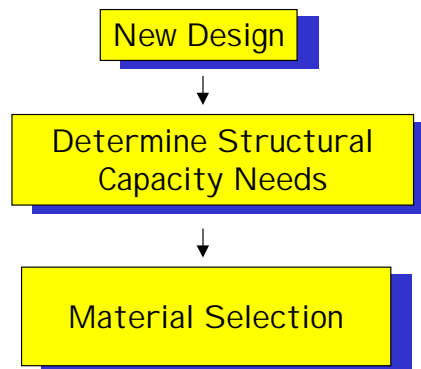 New Design
Determine Structural
Capacity Needs
Material Selection